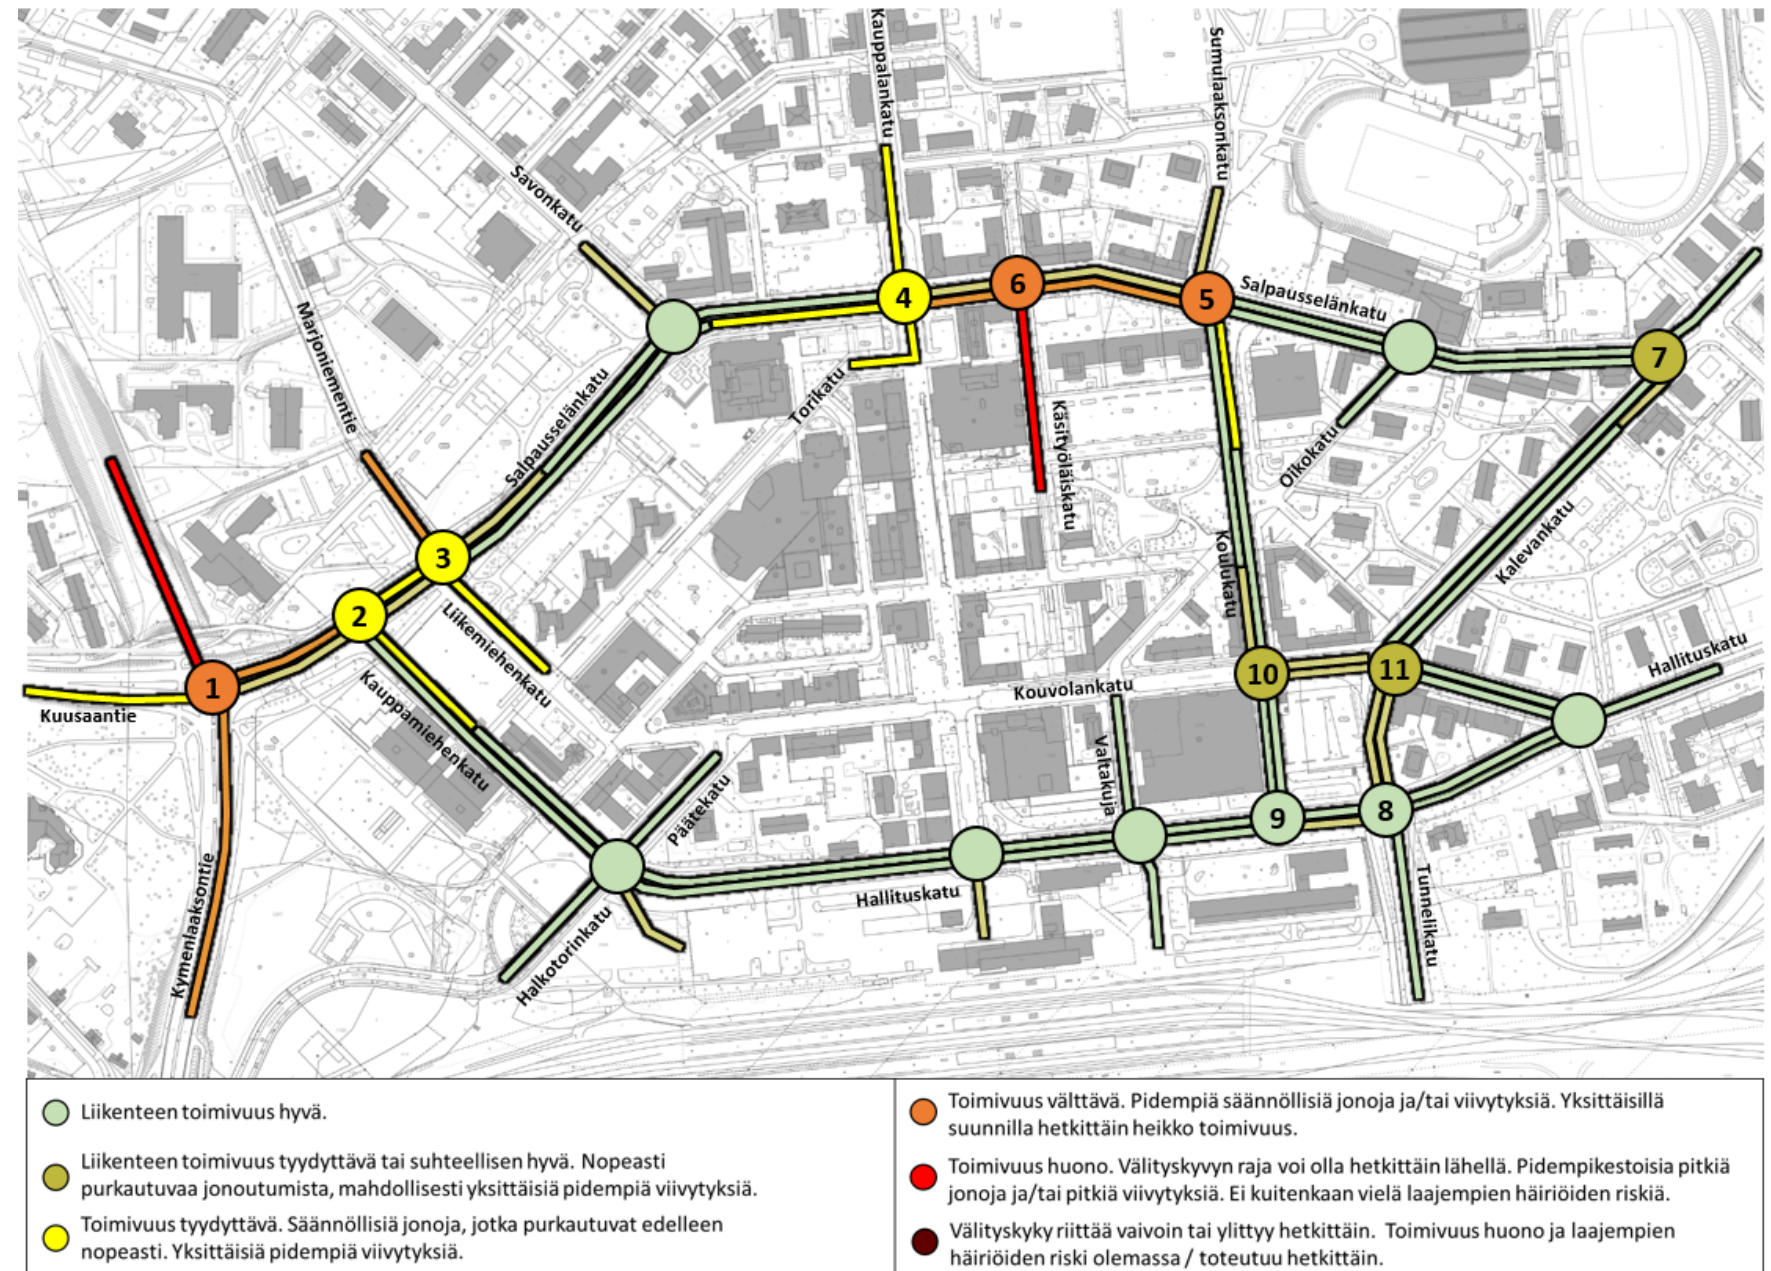 Kauppalankatu
Sumulaaksonkatu
Savonkatu
Marjoniementie
4
6
5
Salpausselänkatu
7
Torikatu
Salpausselänkatu
Käsityöläiskatu
Oikokatu
Kalevankatu
Koulukatu
3
2
Liikemiehenkatu
1
Kuusaantie
Kauppamiehenkatu
Kouvolankatu
10
11
Hallituskatu
Valtakuja
Päätekatu
9
8
Hallituskatu
Tunnelikatu
Kymenlaaksontie
Halkotorinkatu
Liikenteen toimivuus hyvä.
Liikenteen toimivuus tyydyttävä tai suhteellisen hyvä. Nopeasti
purkautuvaa jonoutumista, mahdollisesti yksittäisiä pidempiä viivytyksiä.
Toimivuus tyydyttävä. Säännöllisiä jonoja, jotka purkautuvat edelleen
nopeasti. Yksittäisiä pidempiä viivytyksiä.
Toimivuus välttävä. Pidempiä säännöllisiä jonoja ja/tai viivytyksiä. Yksittäisillä
suunnilla hetkittäin heikko toimivuus.
Toimivuus huono. Välityskyvyn raja voi olla hetkittäin lähellä. Pidempikestoisia pitkiä
jonoja ja/tai pitkiä viivytyksiä. Ei kuitenkaan vielä laajempien häiriöiden riskiä.
Välityskyky riittää vaivoin tai ylittyy hetkittäin. Toimivuus huono ja laajempien
häiriöiden riski olemassa / toteutuu hetkittäin.